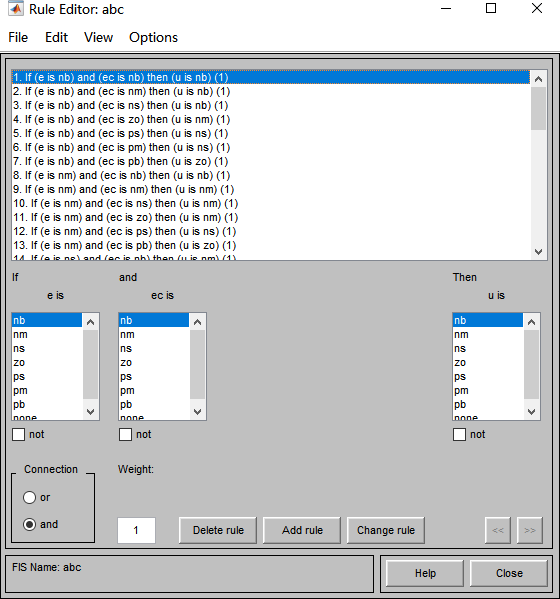 Rule Editor: abc
File Edit View Options
1. If (e is nb) and (ec is nb) then (u is nb) (1)
2. If (e is nb) and (ec is nm) then (u is nb) (1)
3. If (e is nb) and (ec is ns) then (u is nb) (1)
4. If (e is nb) and (ec is zo) then (u is nm) (1)
5. If (e is nb) and (ec is ps) then (u is ns) (1)
6. If (e is nb) and (ec is pm) then (u is ns) (1)
7. If (e is nb) and (ec is pb) then (u is zo) (1)
8. If (e is nm) and (ec is nb) then (u is nb) (1)
9. If (e is nm) and (ec is nm) then (u is nm) (1)
10. If (e is nm) and (ec is ns) then (u is nm) (1)
11. If (e is nm) and (ec is zo) then (u is nm) (1)
12. If (e is nm) and (ec is ps) then (u is ns) (1)
13. If (e is nm) and (ec is pb) then (u is zo) (1)
14. If (e is ns) and (ec is nb) then (u is nm) (1)
If and Then
e is ec is u is
nb nb nb
nm nm nm
ns ns ns
zo zo zo
ps ps ps
pm pm pm
pb pb pb
none none none
not not not
Connection Weight:
or
and 1 Delete rule Add rule Change rule << >>
FIS Name: abc Help Close